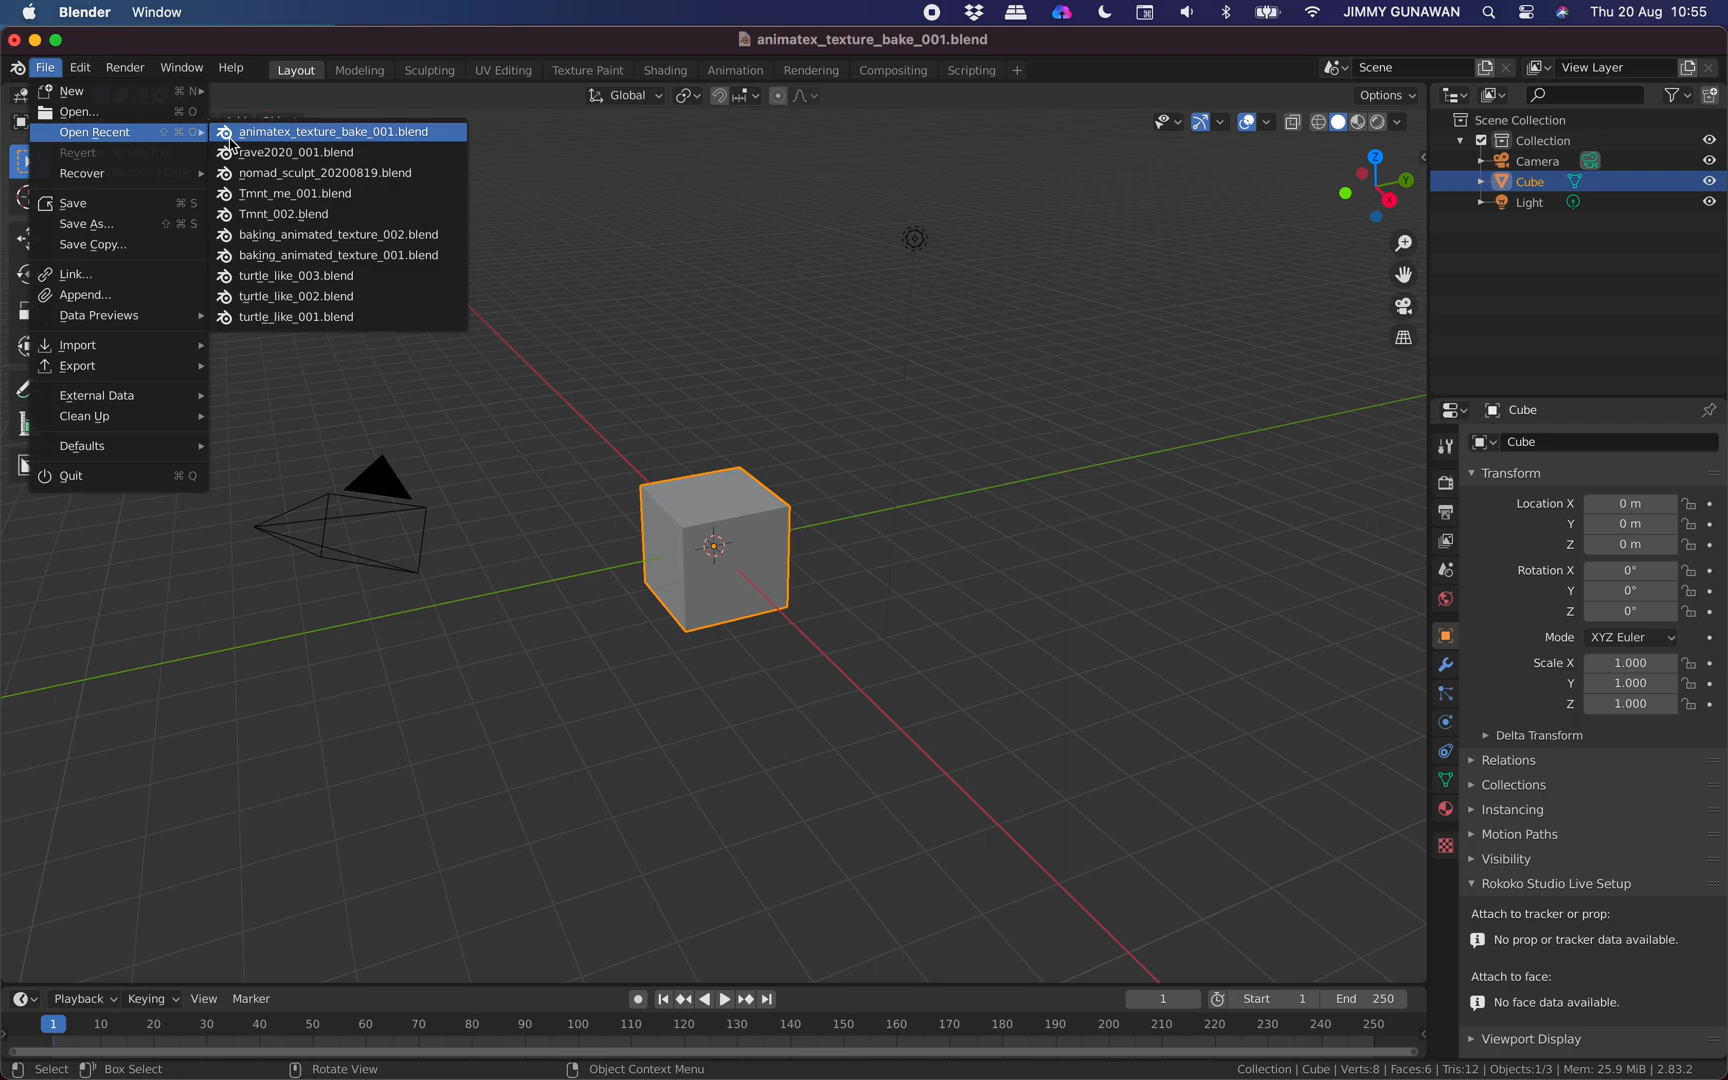 Blender Window JIMMY GUNAWAN Thu 20 Aug 10:55
animatex_texture_bake_001.blend
File Edit Render Window Help Layout Modeling Sculpting UV Editing Texture Paint Shading Animation Rendering Compositing Scripting + Scene View Layer
Global Options
New ⌘ N
Open... ⌘ O
Open Recent ⇧ ⌘ O
Revert
Recover
Save ⌘ S
Save As... ⇧ ⌘ S
Save Copy...
Link...
Append...
Data Previews
Import
Export
External Data
Clean Up
Defaults
Quit ⌘ Q
animatex_texture_bake_001.blend
rave2020_001.blend
nomad_sculpt_20200819.blend
Tmnt_me_001.blend
Tmnt_002.blend
baking_animated_texture_002.blend
baking_animated_texture_001.blend
turtle_like_003.blend
turtle_like_002.blend
turtle_like_001.blend
Z
Y
X
Scene Collection
Collection
Camera
Cube
Light
Cube
Cube
Transform
Location X 0 m
Y 0 m
Z 0 m
Rotation X 0°
Y 0°
Z 0°
Mode XYZ Euler
Scale X 1.000
Y 1.000
Z 1.000
Delta Transform
Relations
Collections
Instancing
Motion Paths
Visibility
Rokoko Studio Live Setup
Attach to tracker or prop:
No prop or tracker data available.
Attach to face:
No face data available.
Viewport Display
Playback Keying View Marker 1 Start 1 End 250
1 10 20 30 40 50 60 70 80 90 100 110 120 130 140 150 160 170 180 190 200 210 220 230 240 250
Select Box Select Rotate View Object Context Menu Collection | Cube | Verts:8 | Faces:6 | Tris:12 | Objects:1/3 | Mem: 25.9 MiB | 2.83.2